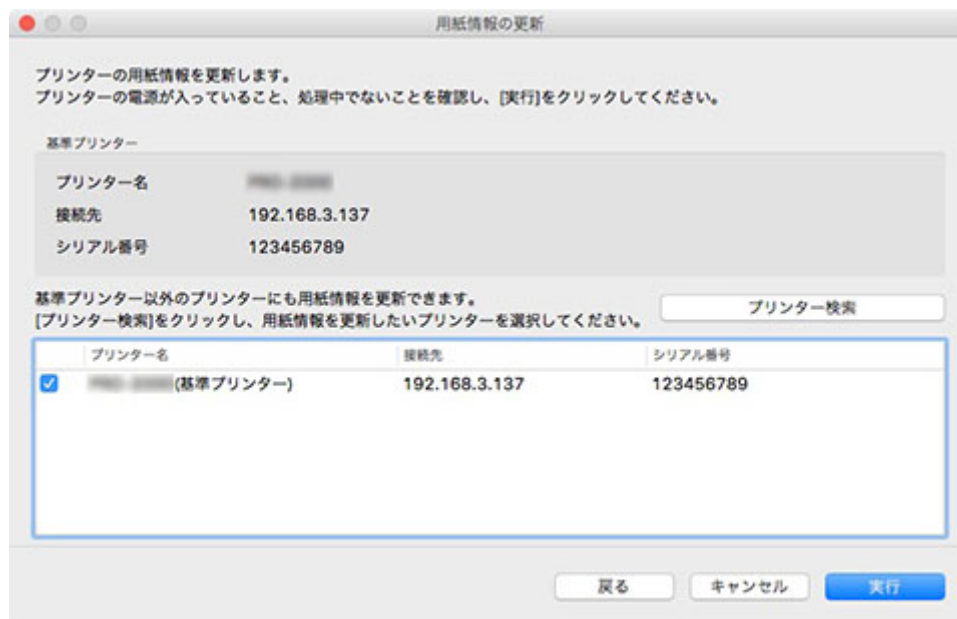 用紙情報の更新
プリンターの用紙情報を更新します。
プリンターの電源が入っていること、処理中でないことを確認し、[実行]をクリックしてください。
基準プリンター
プリンター名
接続先 192.168.3.137
シリアル番号 123456789
基準プリンター以外のプリンターにも用紙情報を更新できます。
[プリンター検索]をクリックし、用紙情報を更新したいプリンターを選択してください。
プリンター検索
プリンター名 接続先 シリアル番号
(基準プリンター) 192.168.3.137 123456789
戻る キャンセル 実行